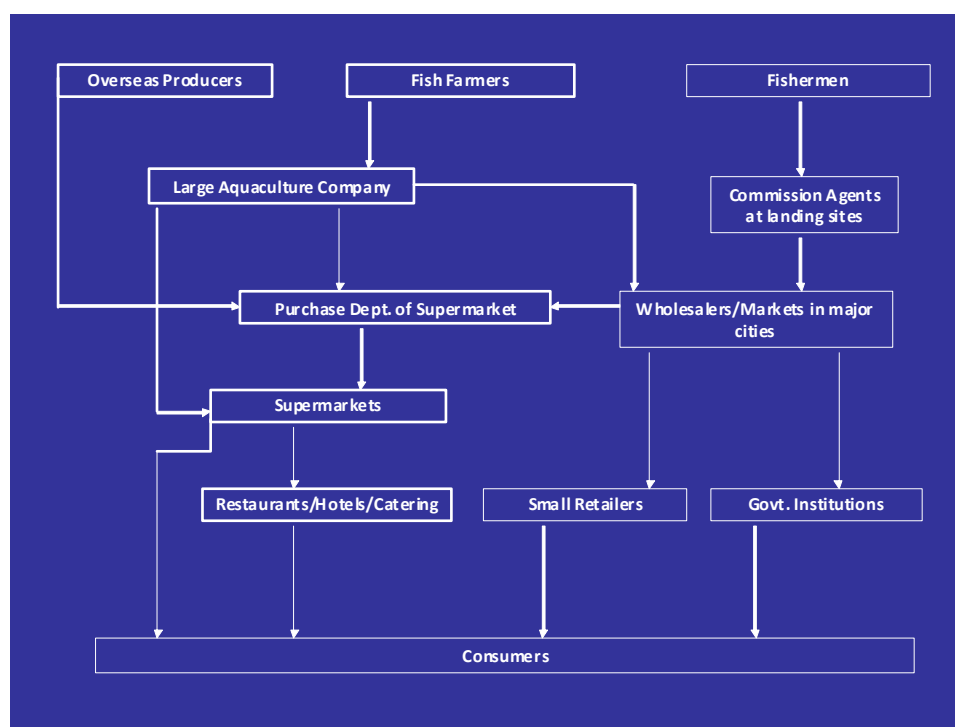 Overseas Producers
Fish Farmers
Fishermen
Large Aquaculture Company
Commission Agents
at landing sites
Purchase Dept. of Supermarket
Wholesalers/Markets in major
cities
Supermarkets
Restaurants/Hotels/Catering
Small Retailers
Govt. Institutions
Consumers